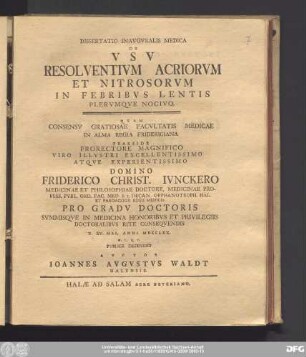 DISSERTATIO INAVGVRALIS MEDICA
DE
VSV
RESOLVENTIVM ACRIORVM
ET NITROSORVM
IN FEBRIBVS LENTIS
PLERVMQVE NOCIVO.
QVAM
CONSENSV GRATIOSAE FACVLTATIS MEDICAE
IN ALMA REGIA FRIDERICIANA
PRAESIDE
PRORECTORE MAGNIFICO
VIRO ILLVSTRI EXCELLENTISSIMO
ATQVE EXPERIENTISSIMO
DOMINO
FRIDERICO CHRIST. IVNCKERO
MEDICINAE ET PHILOSOPHIAE DOCTORE, MEDICINAE PRO-
PRO GRADV DOCTORIS
SVMMISQVE IN MEDICINA HONORIBVS ET PRIVILEGIIS
DOCTORALIBVS RITE CONSEQVENDIS
PVBLICE DEFENDET
AVCTOR
IOANNES AVGVSTVS WALDT
HALENSIS.
HALAE AD SALAM